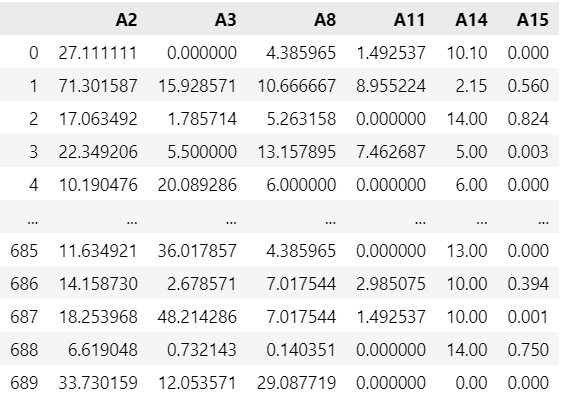 A2 A3 A8 A11 A14 A15
0 27.111111 0.000000 4.385965 1.492537 10.10 0.000
1 71.301587 15.928571 10.666667 8.955224 2.15 0.560
2 17.063492 1.785714 5.263158 0.000000 14.00 0.824
3 22.349206 5.500000 13.157895 7.462687 5.00 0.003
4 10.190476 20.089286 6.000000 0.000000 6.00 0.000
... ... ... ... ... ... ...
685 11.634921 36.017857 4.385965 0.000000 13.00 0.000
686 14.158730 2.678571 7.017544 2.985075 10.00 0.394
687 18.253968 48.214286 7.017544 1.492537 10.00 0.001
688 6.619048 0.732143 0.140351 0.000000 14.00 0.750
689 33.730159 12.053571 29.087719 0.000000 0.00 0.000